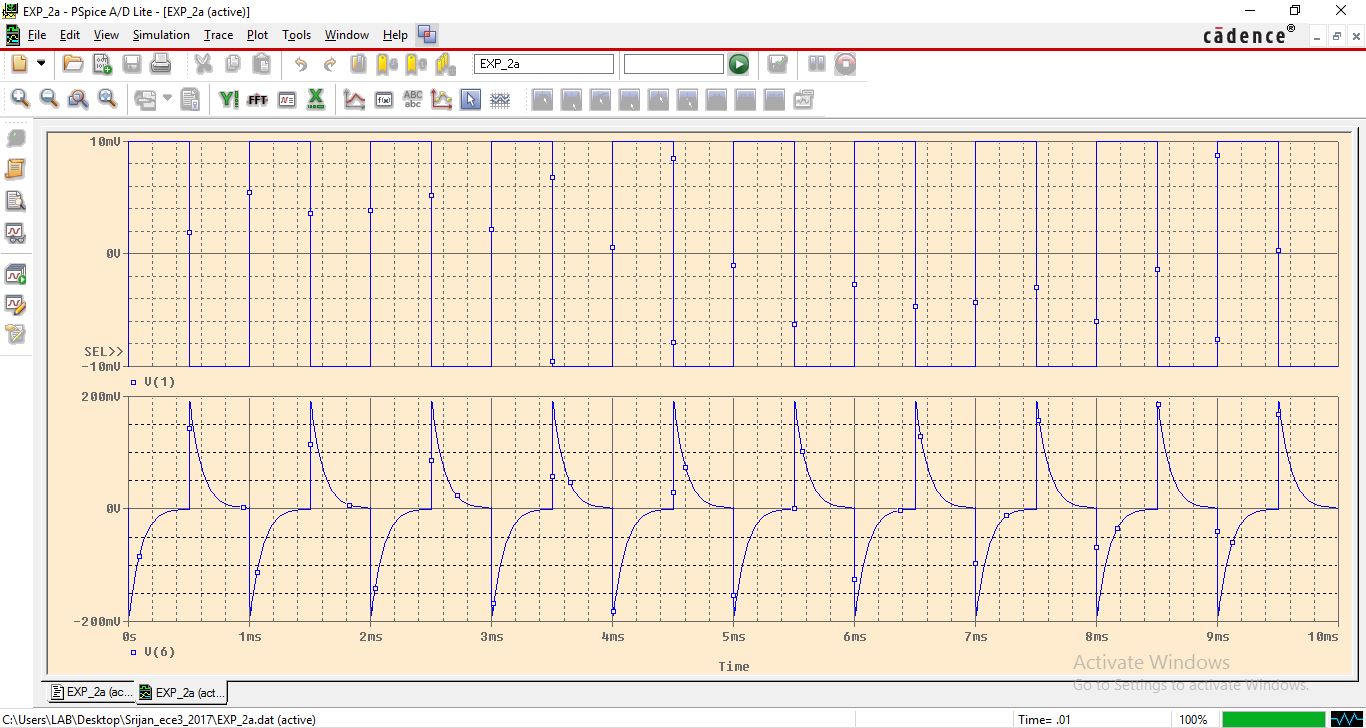 EXP_2a - PSpice A/D Lite - [EXP_2a (active)]
File Edit View Simulation Trace Plot Tools Window Help
cādence®
EXP_2a
FFT
ABC
abc
10mV
0V
SEL>>
-10mV
V(1)
200mV
0V
-200mV
0s 1ms 2ms 3ms 4ms 5ms 6ms 7ms 8ms 9ms 10ms
V(6)
Time
Activate Windows
Go to Settings to activate Windows.
EXP_2a (ac... EXP_2a (act...
C:\Users\LAB\Desktop\Srijan_ece3_2017\EXP_2a.dat (active) Time= .01 100%